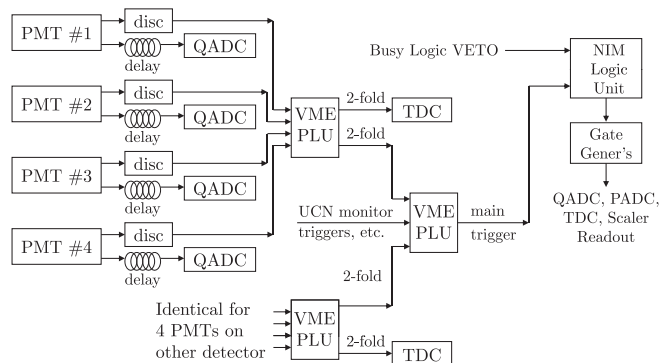 PMT #1
disc
delay
QADC
PMT #2
disc
delay
QADC
PMT #3
disc
delay
QADC
PMT #4
disc
delay
QADC
VME
PLU
2-fold
TDC
2-fold
UCN monitor
triggers, etc.
VME
PLU
main
trigger
Busy Logic VETO
NIM
Logic
Unit
Gate
Gener's
QADC, PADC,
TDC, Scaler
Readout
2-fold
Identical for
4 PMTs on
other detector
VME
PLU
2-fold
TDC